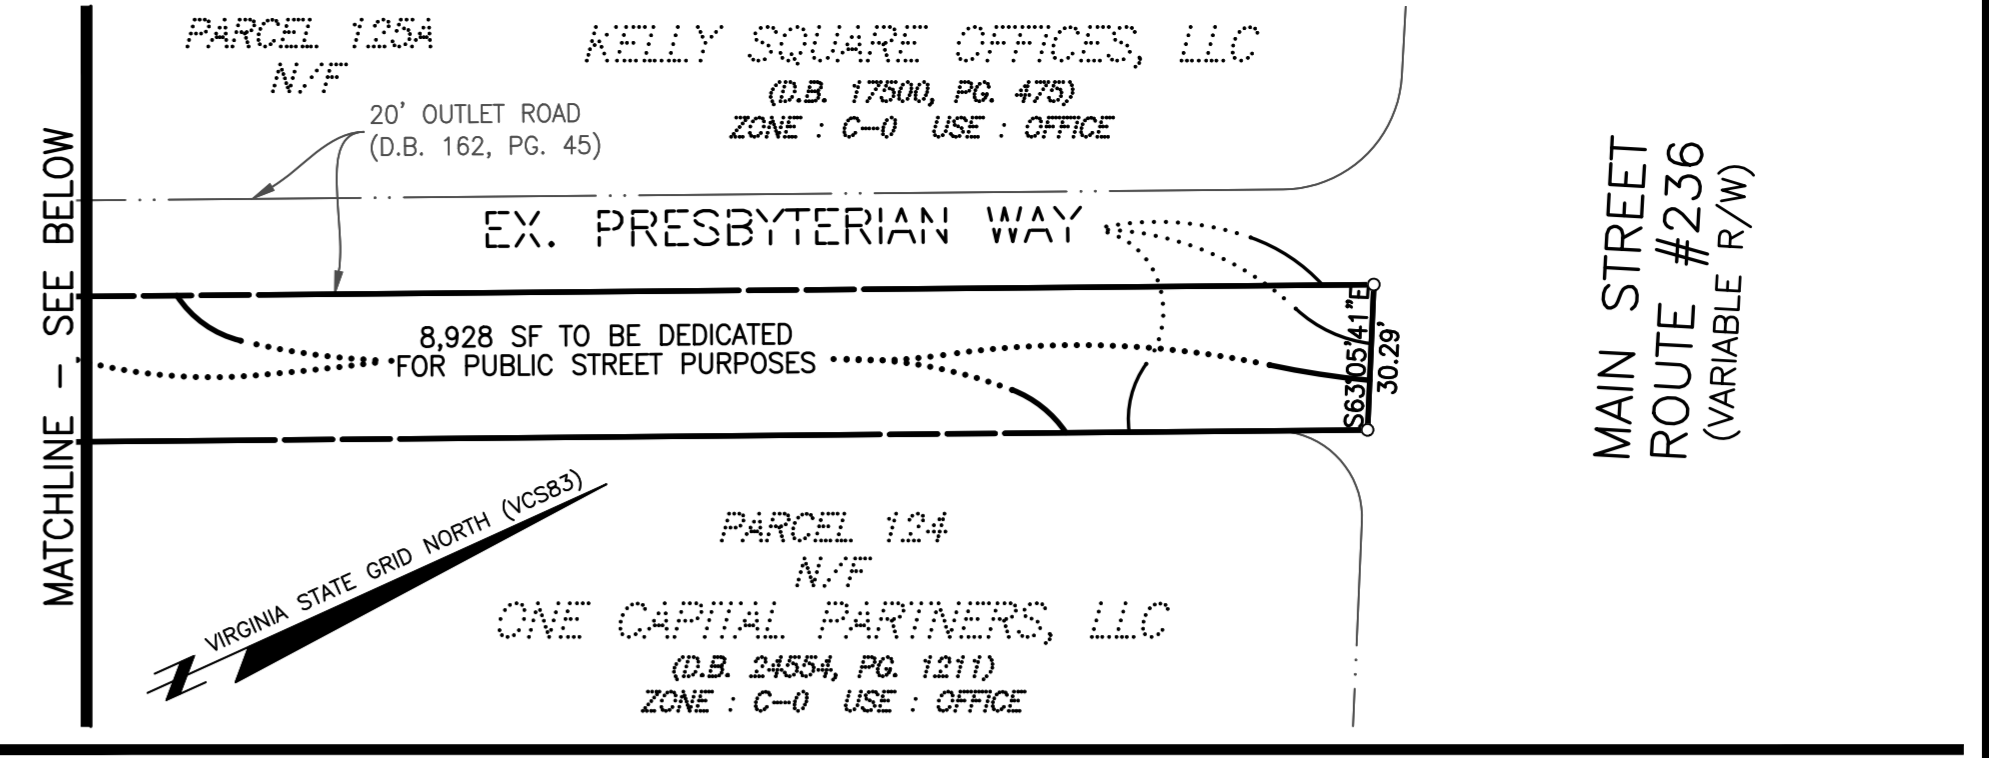 PARCEL 125A
N/F
KELLY SQUARE OFFICES, LLC
(D.B. 17500, PG. 475)
ZONE : C-O USE : OFFICE
20' OUTLET ROAD
(D.B. 162, PG. 45)
MATCHLINE — SEE BELOW
EX. PRESBYTERIAN WAY
8,928 SF TO BE DEDICATED
FOR PUBLIC STREET PURPOSES
S63°05'41"E
30.29'
MAIN STREET
ROUTE #236
(VARIABLE R/W)
VIRGINIA STATE GRID NORTH (VCS83)
PARCEL 124
N/F
ONE CAPITAL PARTNERS, LLC
(D.B. 24554, PG. 1211)
ZONE : C-O USE : OFFICE